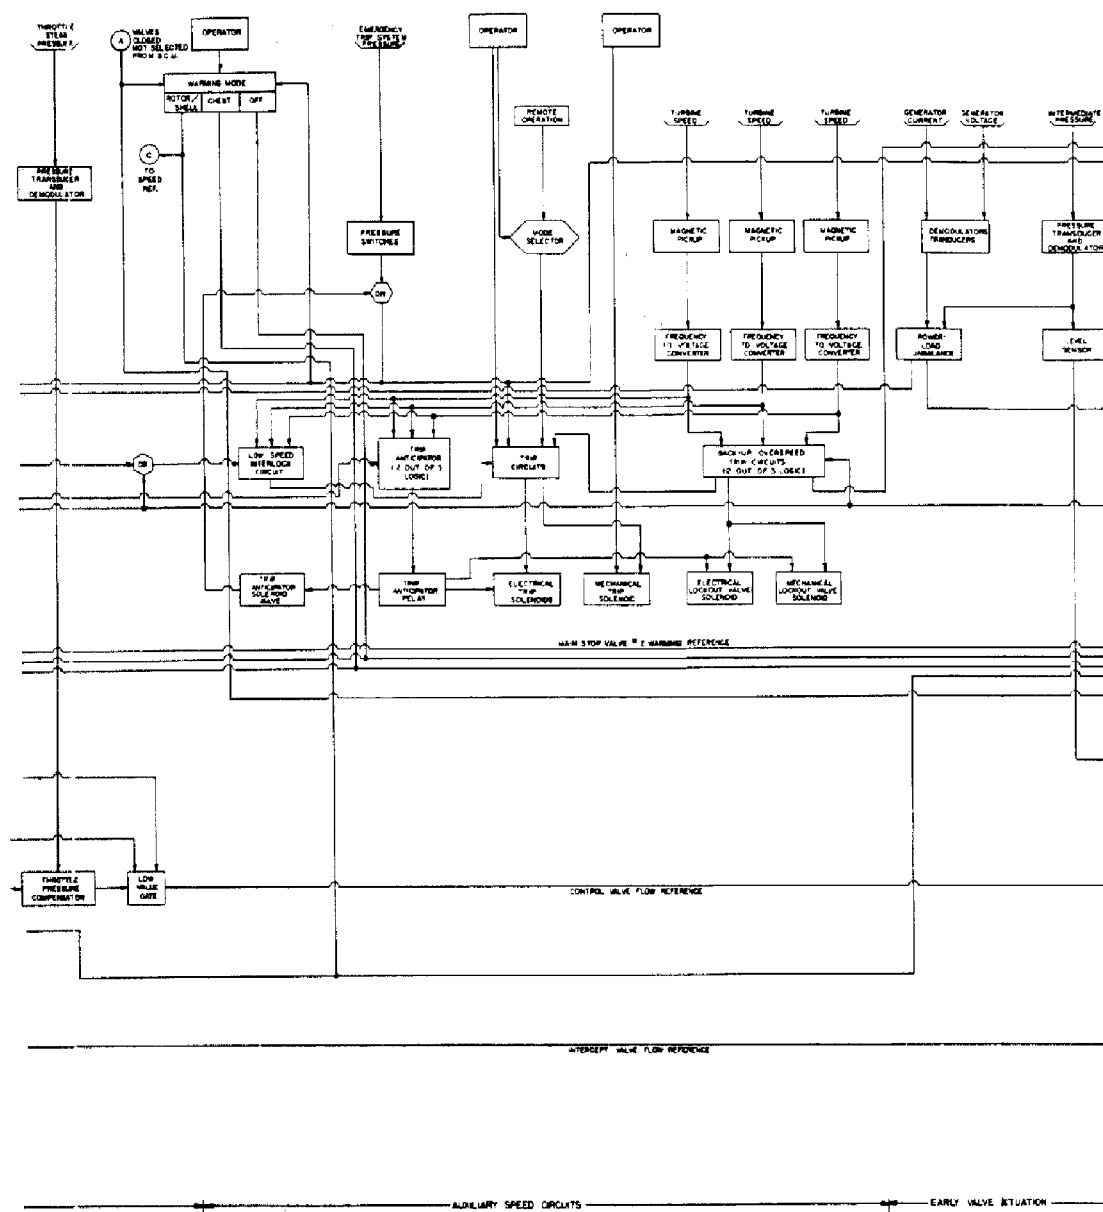 THROTTLE
STEAM
PRESSURE
A
VALVES
CLOSED
NOT SELECTED
FROM S.C.U.
OPERATOR
EMERGENCY
TRIP SYSTEM
PRESSURE
OPERATOR
OPERATOR
WARMING MODE
ROTOR/
SHELL
CHEST
OFF
REMOTE
OPERATION
TURBINE
SPEED
TURBINE
SPEED
TURBINE
SPEED
GENERATOR
CURRENT
GENERATOR
VOLTAGE
INTERMEDIATE
PRESSURE
C
TO
SPEED
REF.
PRESSURE
TRANSDUCER
AND
DEMODULATOR
PRESSURE
SWITCHES
MODE
SELECTOR
MAGNETIC
PICKUP
MAGNETIC
PICKUP
MAGNETIC
PICKUP
DEMODULATORS
TRANDUCERS
PRESSURE
TRANSDUCER
AND
DEMODULATOR
OR
FREQUENCY
TO VOLTAGE
CONVERTER
FREQUENCY
TO VOLTAGE
CONVERTER
FREQUENCY
TO VOLTAGE
CONVERTER
POWER-
LOAD
UNBALANCE
LEVEL
SENSOR
OR
LOW SPEED
INTERLOCK
CIRCUIT
TRIP
ANTICIPATOR
(2 OUT OF 3
LOGIC)
TRIP
CIRCUITS
BACK-UP OVERSPEED
TRIP CIRCUITS
(2 OUT OF 3 LOGIC)
TRIP
ANTICIPATOR
SOLENOID
VALVE
TRIP
ANTICIPATOR
RELAY
ELECTRICAL
TRIP
SOLENOIDS
MECHANICAL
TRIP
SOLENOID
ELECTRICAL
LOCKOUT VALVE
SOLENOID
MECHANICAL
LOCKOUT VALVE
SOLENOID
MAIN STOP VALVE # 2 WARMING REFERENCE
THROTTLE
PRESSURE
COMPENSATOR
LOW
VALUE
GATE
CONTROL VALVE FLOW REFERENCE
INTERCEPT VALVE FLOW REFERENCE
AUXILIARY SPEED CIRCUITS
EARLY VALVE ACTUATION